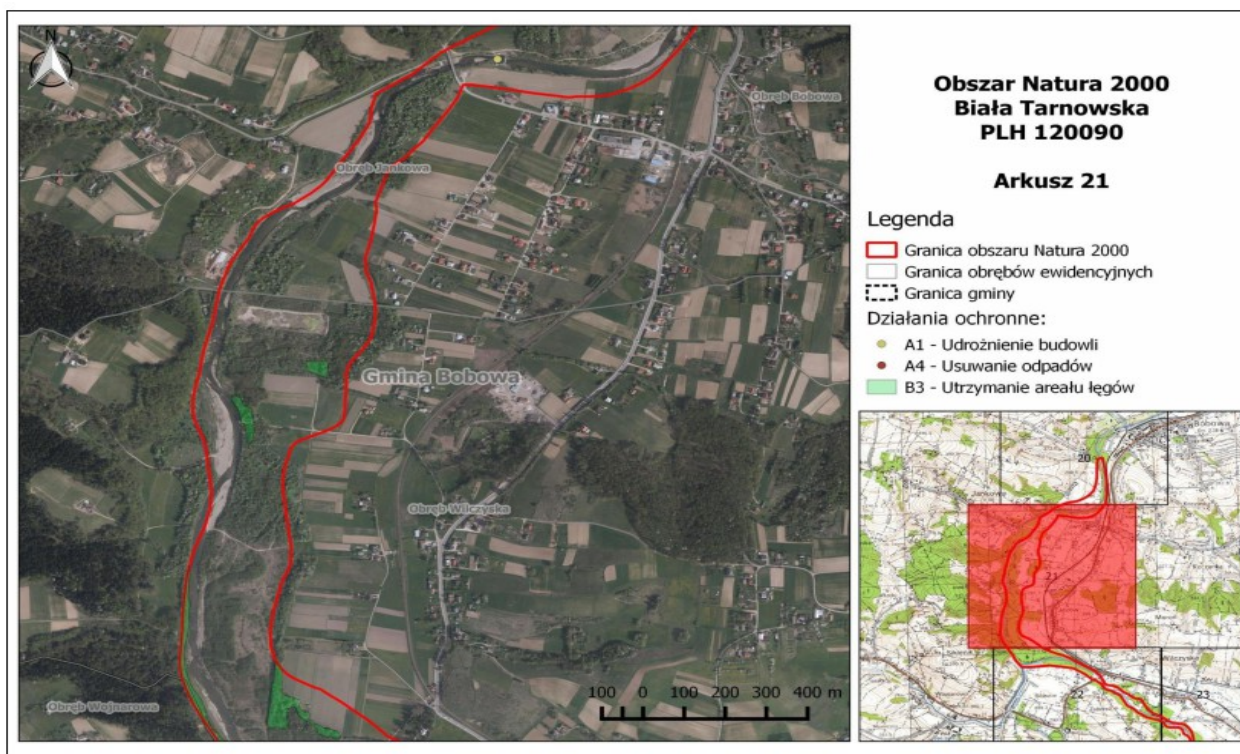 N
Obręb Bobowa
Obręb Jankowa
Gmina Bobowa
Obręb Wilczyska
Obręb Wojnarowa
100 0 100 200 300 400 m
Obszar Natura 2000
Biała Tarnowska
PLH 120090
Arkusz 21
Legenda
Granica obszaru Natura 2000
Granica obrębów ewidencyjnych
Granica gminy
Działania ochronne:
A1 - Udrożnienie budowli
A4 - Usuwanie odpadów
B3 - Utrzymanie areału łęgów
20
Bobowa
Jankowa
21
22
23